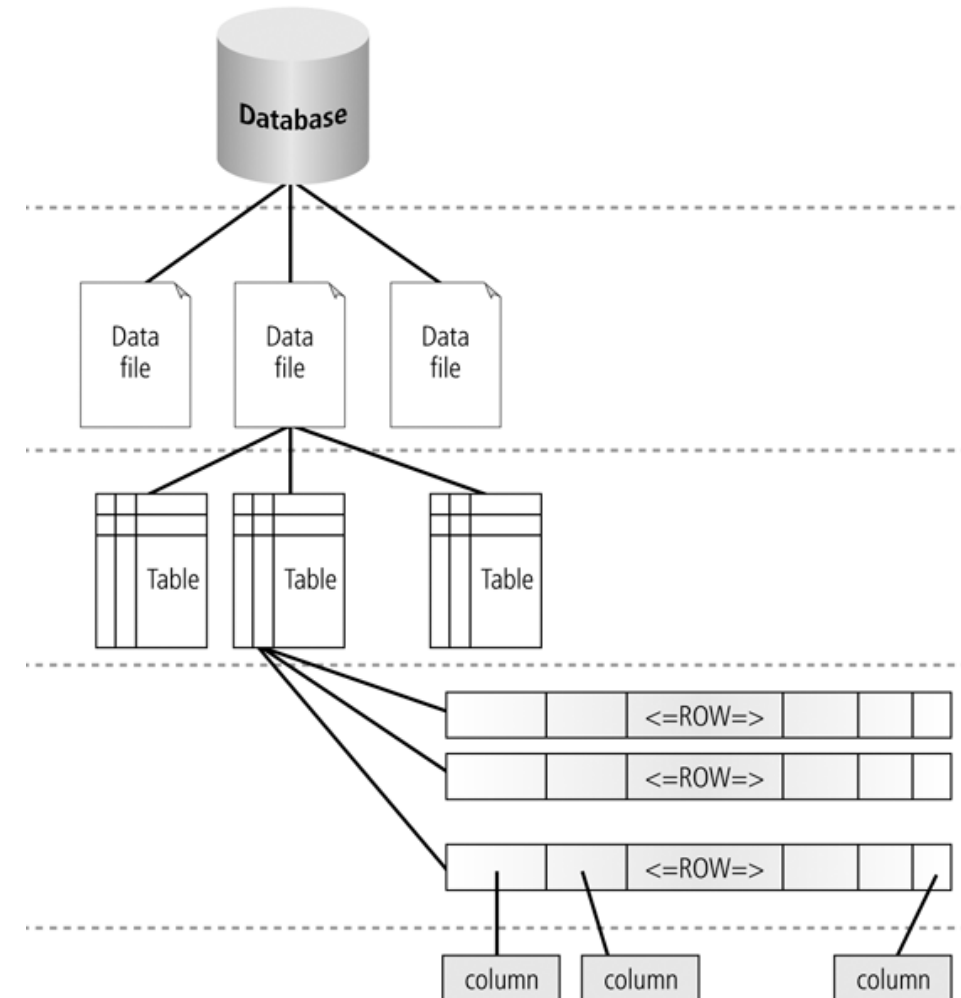 Database
Data
file
Data
file
Data
file
Table
Table
Table
<=ROW=>
<=ROW=>
<=ROW=>
column
column
column